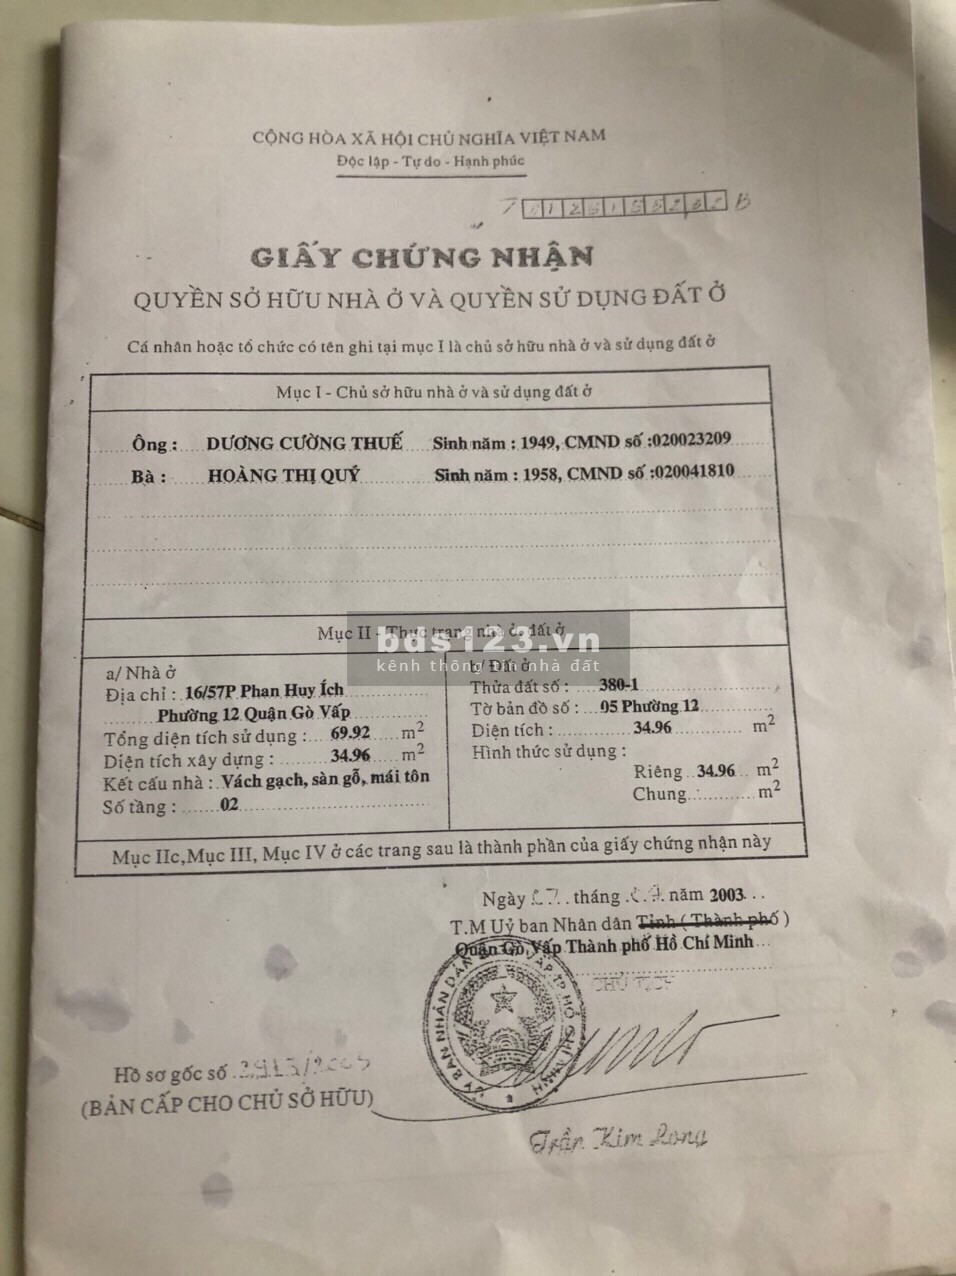 CỘNG HÒA XÃ HỘI CHỦ NGHĨA VIỆT NAM
Độc lập - Tự do - Hạnh phúc
GIẤY CHỨNG NHẬN
QUYỀN SỞ HỮU NHÀ Ở VÀ QUYỀN SỬ DỤNG ĐẤT Ở
Cá nhân hoặc tổ chức có tên ghi tại mục I là chủ sở hữu nhà ở và sử dụng đất ở
Mục I - Chủ sở hữu nhà ở và sử dụng đất ở
Ông : DƯƠNG CƯỜNG THUẾ Sinh năm : 1949, CMND số :020023209
Bà : HOÀNG THỊ QUÝ Sinh năm : 1958, CMND số :020041810
Mục II - Thực trạng nhà ở, đất ở
bds123.vn
kênh thông tin nhà đất
a/ Nhà ở
Địa chỉ : 16/57P Phan Huy Ích
Phường 12 Quận Gò Vấp
Tổng diện tích sử dụng : 69.92 m2
Diện tích xây dựng : 34.96 m2
Kết cấu nhà : Vách gạch, sàn gỗ, mái tôn
Số tầng : 02
b/ Đất ở
Thửa đất số : 380-1
Tờ bản đồ số : 05 Phường 12
Diện tích : 34.96 m2
Hình thức sử dụng :
Riêng 34.96 m2
Chung m2
Mục IIc,Mục III, Mục IV ở các trang sau là thành phần của giấy chứng nhận này
Ngày tháng năm 2003
T.M Uỷ ban Nhân dân Tỉnh ( Thành phố )
Quận Gò Vấp Thành phố Hồ Chí Minh
CHỦ TỊCH
Hồ sơ gốc số
(BẢN CẤP CHO CHỦ SỞ HỮU)
Trần Kim Long